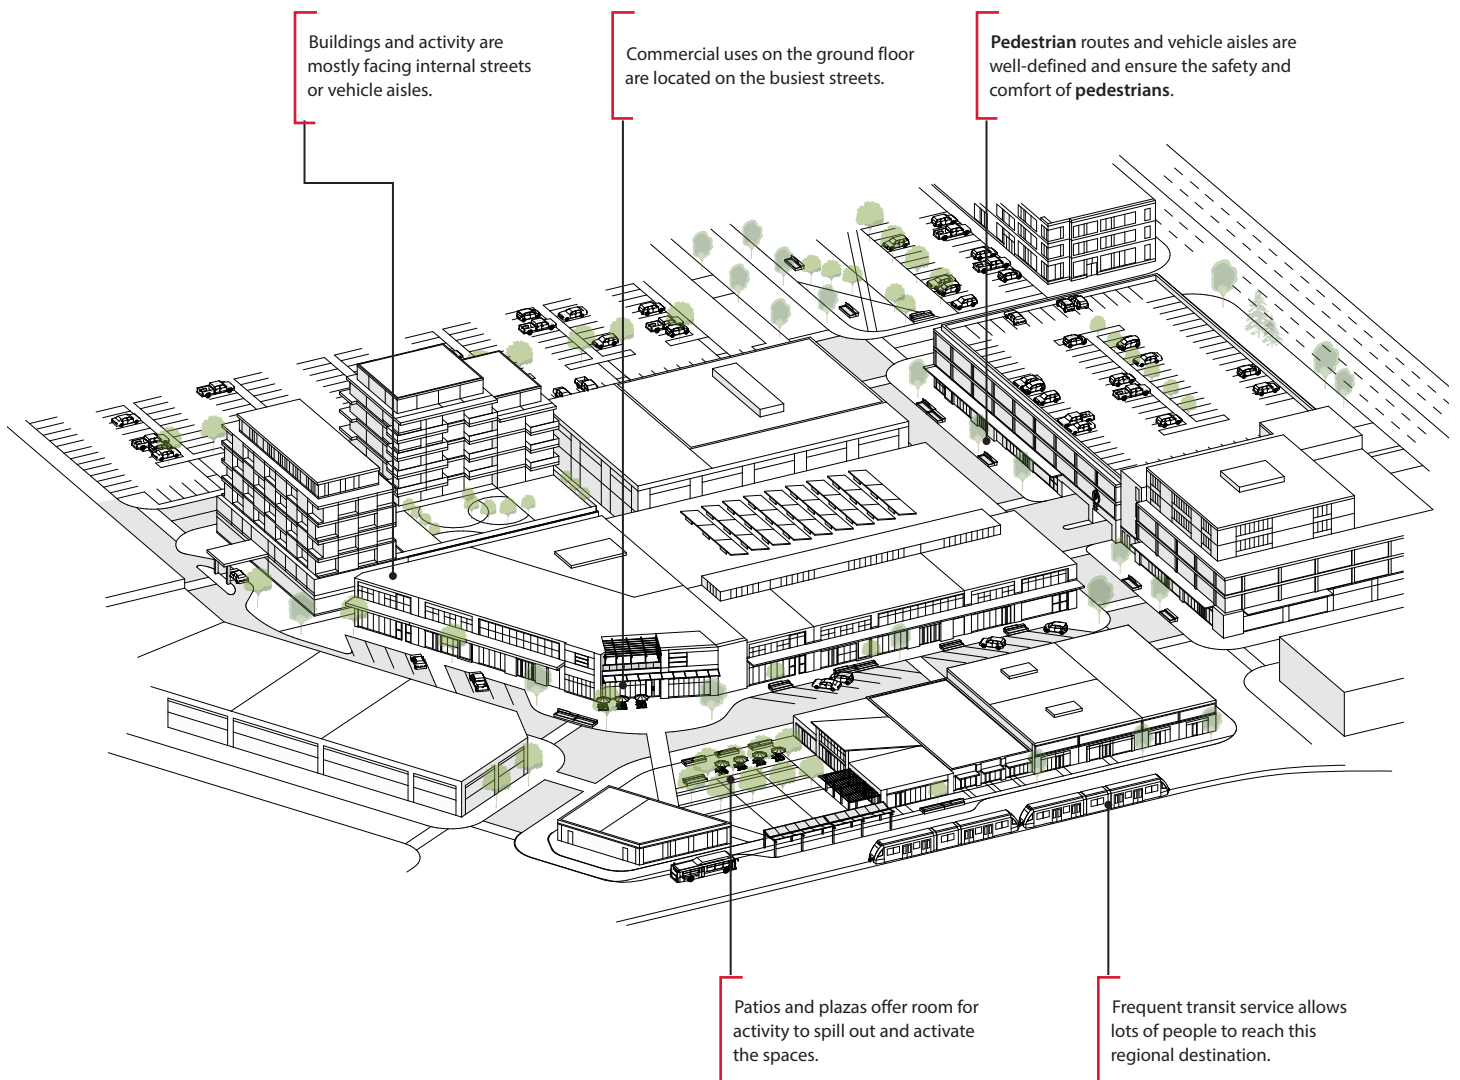 Buildings and activity are
mostly facing internal streets
or vehicle aisles.
Commercial uses on the ground floor
are located on the busiest streets.
Pedestrian routes and vehicle aisles are
well-defined and ensure the safety and
comfort of pedestrians.
Patios and plazas offer room for
activity to spill out and activate
the spaces.
Frequent transit service allows
lots of people to reach this
regional destination.